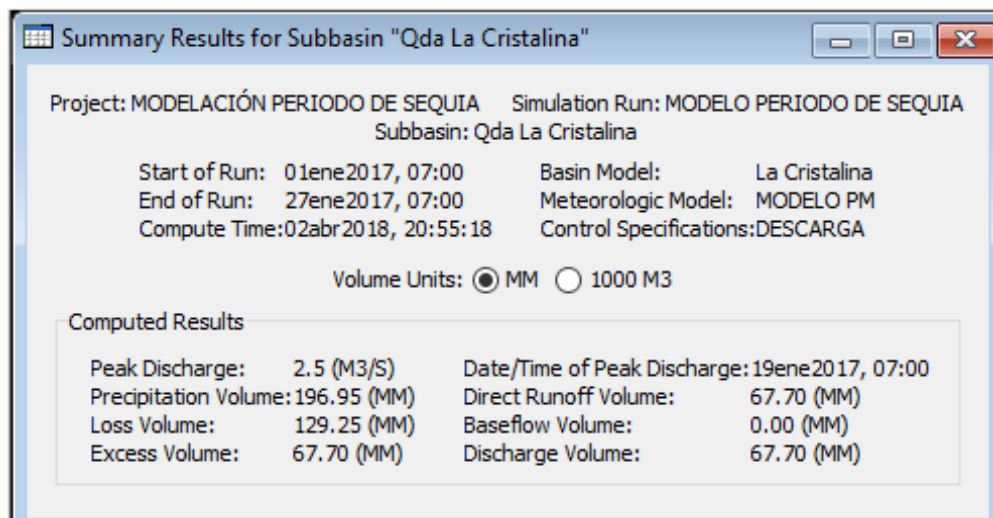 Summary Results for Subbasin "Qda La Cristalina"
Project: MODELACIÓN PERIODO DE SEQUIA Simulation Run: MODELO PERIODO DE SEQUIA
Subbasin: Qda La Cristalina
Start of Run: 01ene2017, 07:00 Basin Model: La Cristalina
End of Run: 27ene2017, 07:00 Meteorologic Model: MODELO PM
Compute Time:02abr2018, 20:55:18 Control Specifications:DESCARGA
Volume Units: MM 1000 M3
Computed Results
Peak Discharge: 2.5 (M3/S) Date/Time of Peak Discharge:19ene2017, 07:00
Precipitation Volume:196.95 (MM) Direct Runoff Volume: 67.70 (MM)
Loss Volume: 129.25 (MM) Baseflow Volume: 0.00 (MM)
Excess Volume: 67.70 (MM) Discharge Volume: 67.70 (MM)